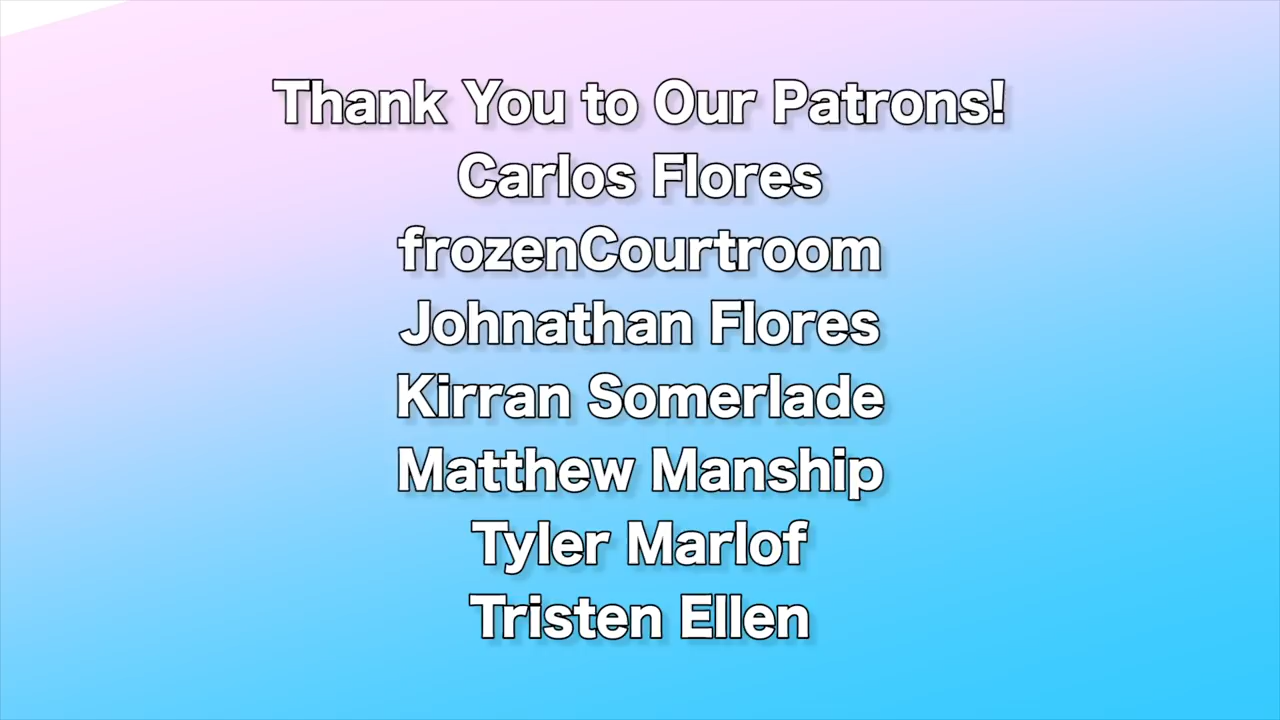 Thank You to Our Patrons!
Carlos Flores
frozenCourtroom
Johnathan Flores
Kirran Somerlade
Matthew Manship
Tyler Marlof
Tristen Ellen